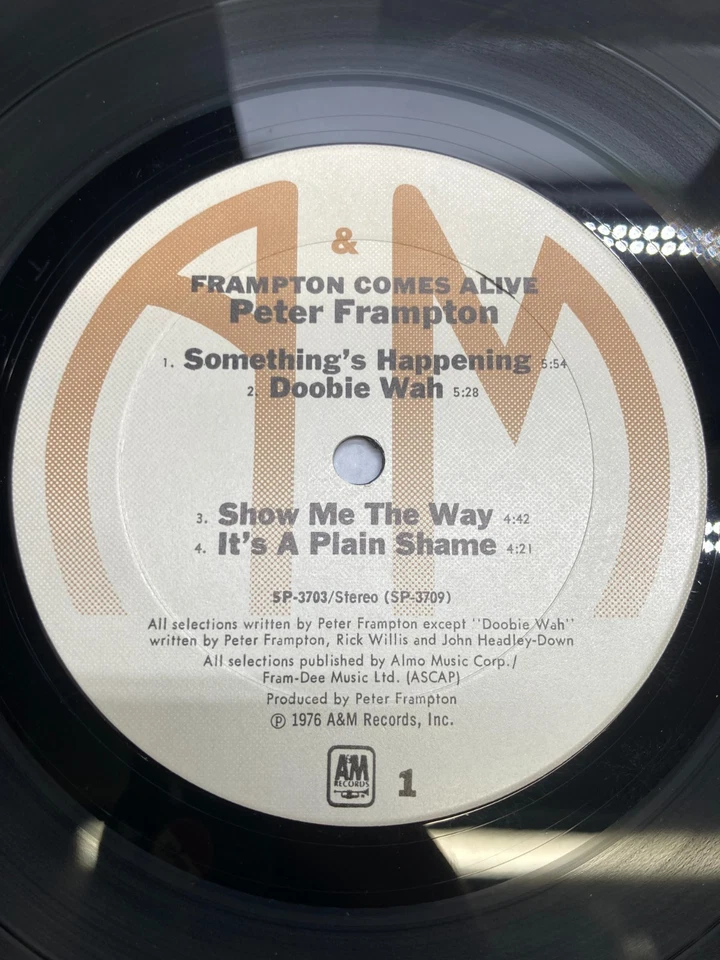 A & M
FRAMPTON COMES ALIVE
Peter Frampton
1. Something's Happening 5:54
2. Doobie Wah 5:28
3. Show Me The Way 4:42
4. It's A Plain Shame 4:21
SP-3703/Stereo (SP-3709)
All selections written by Peter Frampton except "Doobie Wah"
written by Peter Frampton, Rick Willis and John Headley-Down
All selections published by Almo Music Corp./
Fram-Dee Music Ltd. (ASCAP)
Produced by Peter Frampton
Ⓟ 1976 A&M Records, Inc.
A&M
RECORDS
1